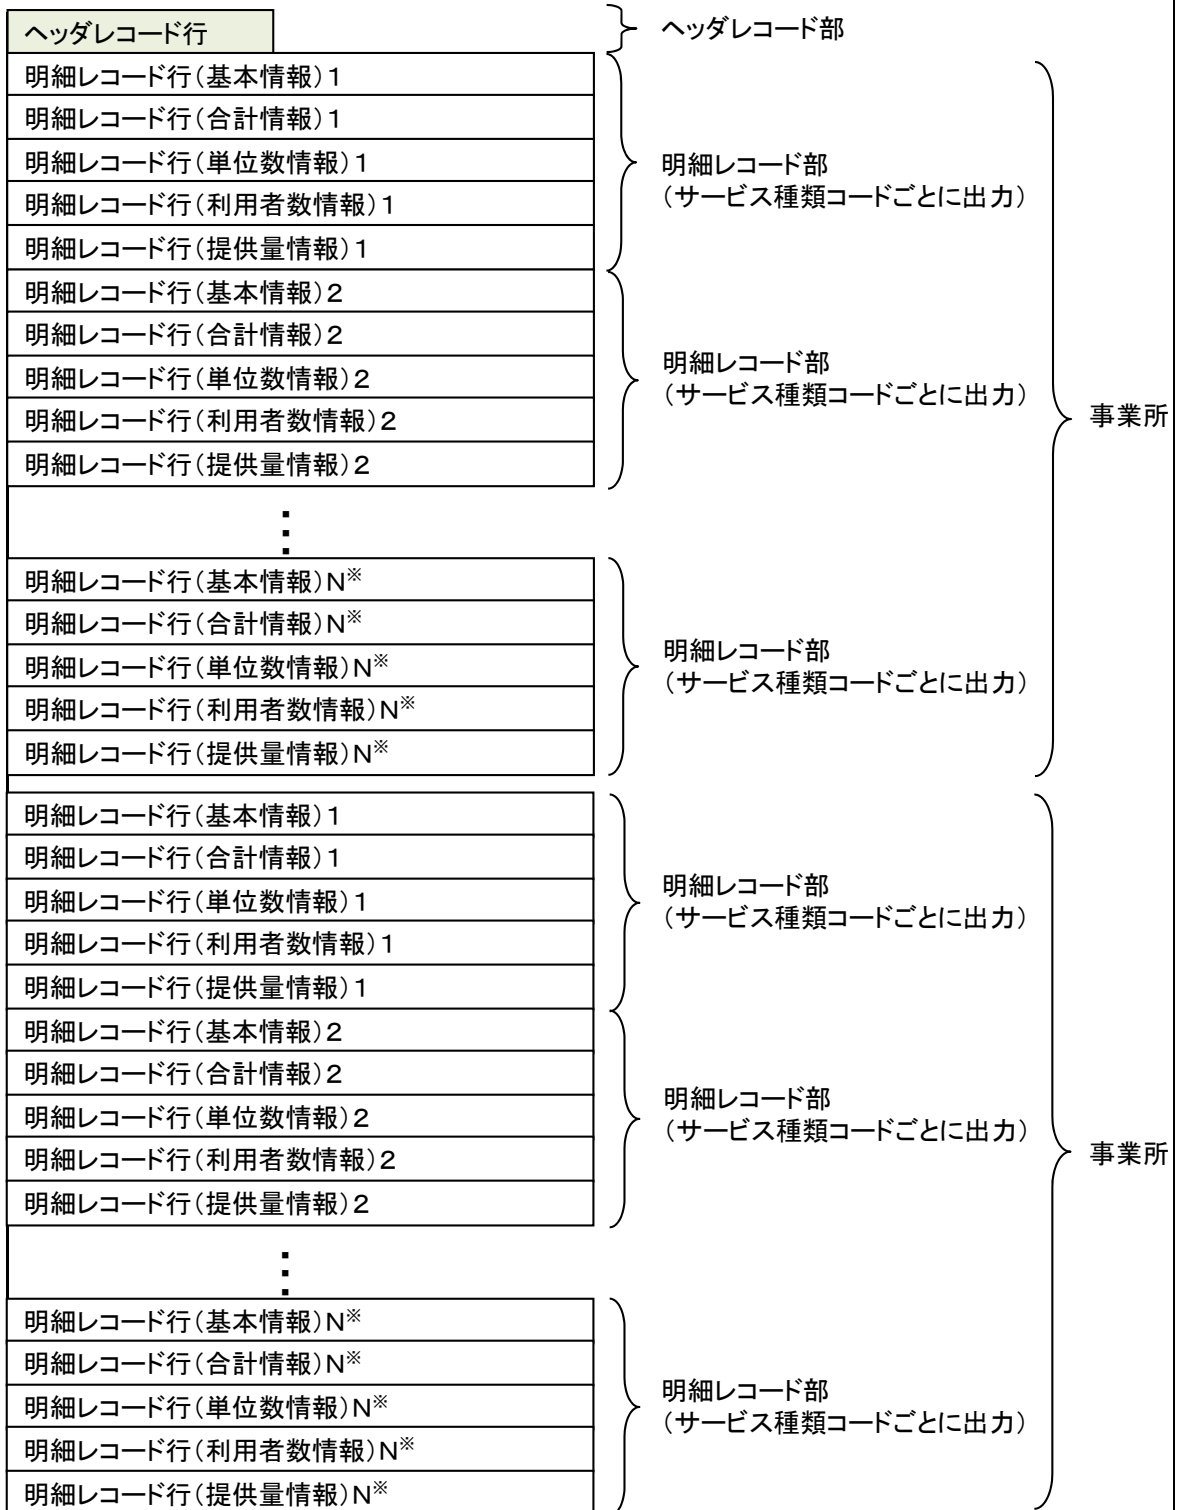 ヘッダレコード行
ヘッダレコード部
明細レコード行(基本情報)1
明細レコード行(合計情報)1
明細レコード行(単位数情報)1
明細レコード行(利用者数情報)1
明細レコード行(提供量情報)1
明細レコード部
(サービス種類コードごとに出力)
明細レコード行(基本情報)2
明細レコード行(合計情報)2
明細レコード行(単位数情報)2
明細レコード行(利用者数情報)2
明細レコード行(提供量情報)2
明細レコード部
(サービス種類コードごとに出力)
事業所
⋮
明細レコード行(基本情報)N※
明細レコード行(合計情報)N※
明細レコード行(単位数情報)N※
明細レコード行(利用者数情報)N※
明細レコード行(提供量情報)N※
明細レコード部
(サービス種類コードごとに出力)
明細レコード行(基本情報)1
明細レコード行(合計情報)1
明細レコード行(単位数情報)1
明細レコード行(利用者数情報)1
明細レコード行(提供量情報)1
明細レコード部
(サービス種類コードごとに出力)
明細レコード行(基本情報)2
明細レコード行(合計情報)2
明細レコード行(単位数情報)2
明細レコード行(利用者数情報)2
明細レコード行(提供量情報)2
明細レコード部
(サービス種類コードごとに出力)
事業所
⋮
明細レコード行(基本情報)N※
明細レコード行(合計情報)N※
明細レコード行(単位数情報)N※
明細レコード行(利用者数情報)N※
明細レコード行(提供量情報)N※
明細レコード部
(サービス種類コードごとに出力)